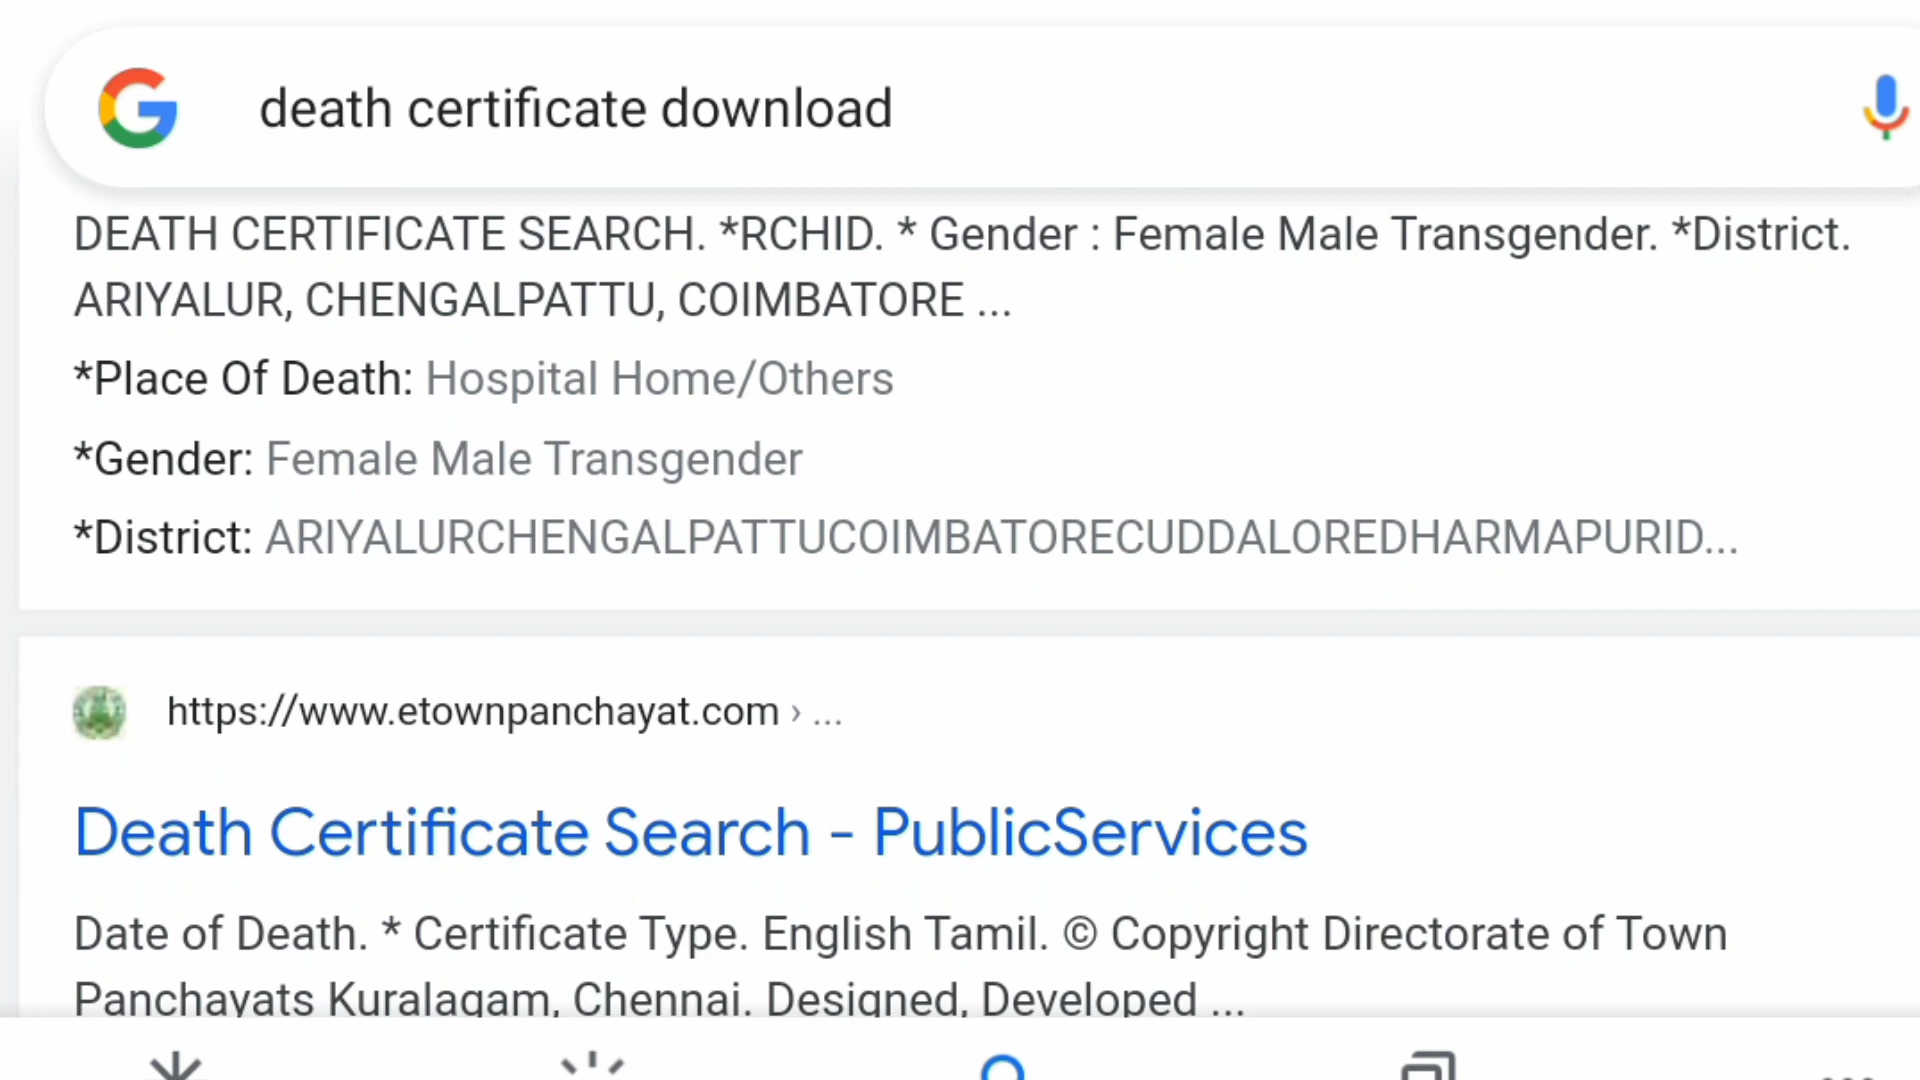 death certificate download
DEATH CERTIFICATE SEARCH. *RCHID. * Gender : Female Male Transgender. *District.
ARIYALUR, CHENGALPATTU, COIMBATORE ...
*Place Of Death: Hospital Home/Others
*Gender: Female Male Transgender
*District: ARIYALURCHENGALPATTUCOIMBATORECUDDALOREDHARMAPURID...
https://www.etownpanchayat.com › ...
Death Certificate Search - PublicServices
Date of Death. * Certificate Type. English Tamil. © Copyright Directorate of Town
Panchayats Kuralagam, Chennai. Designed, Developed ...